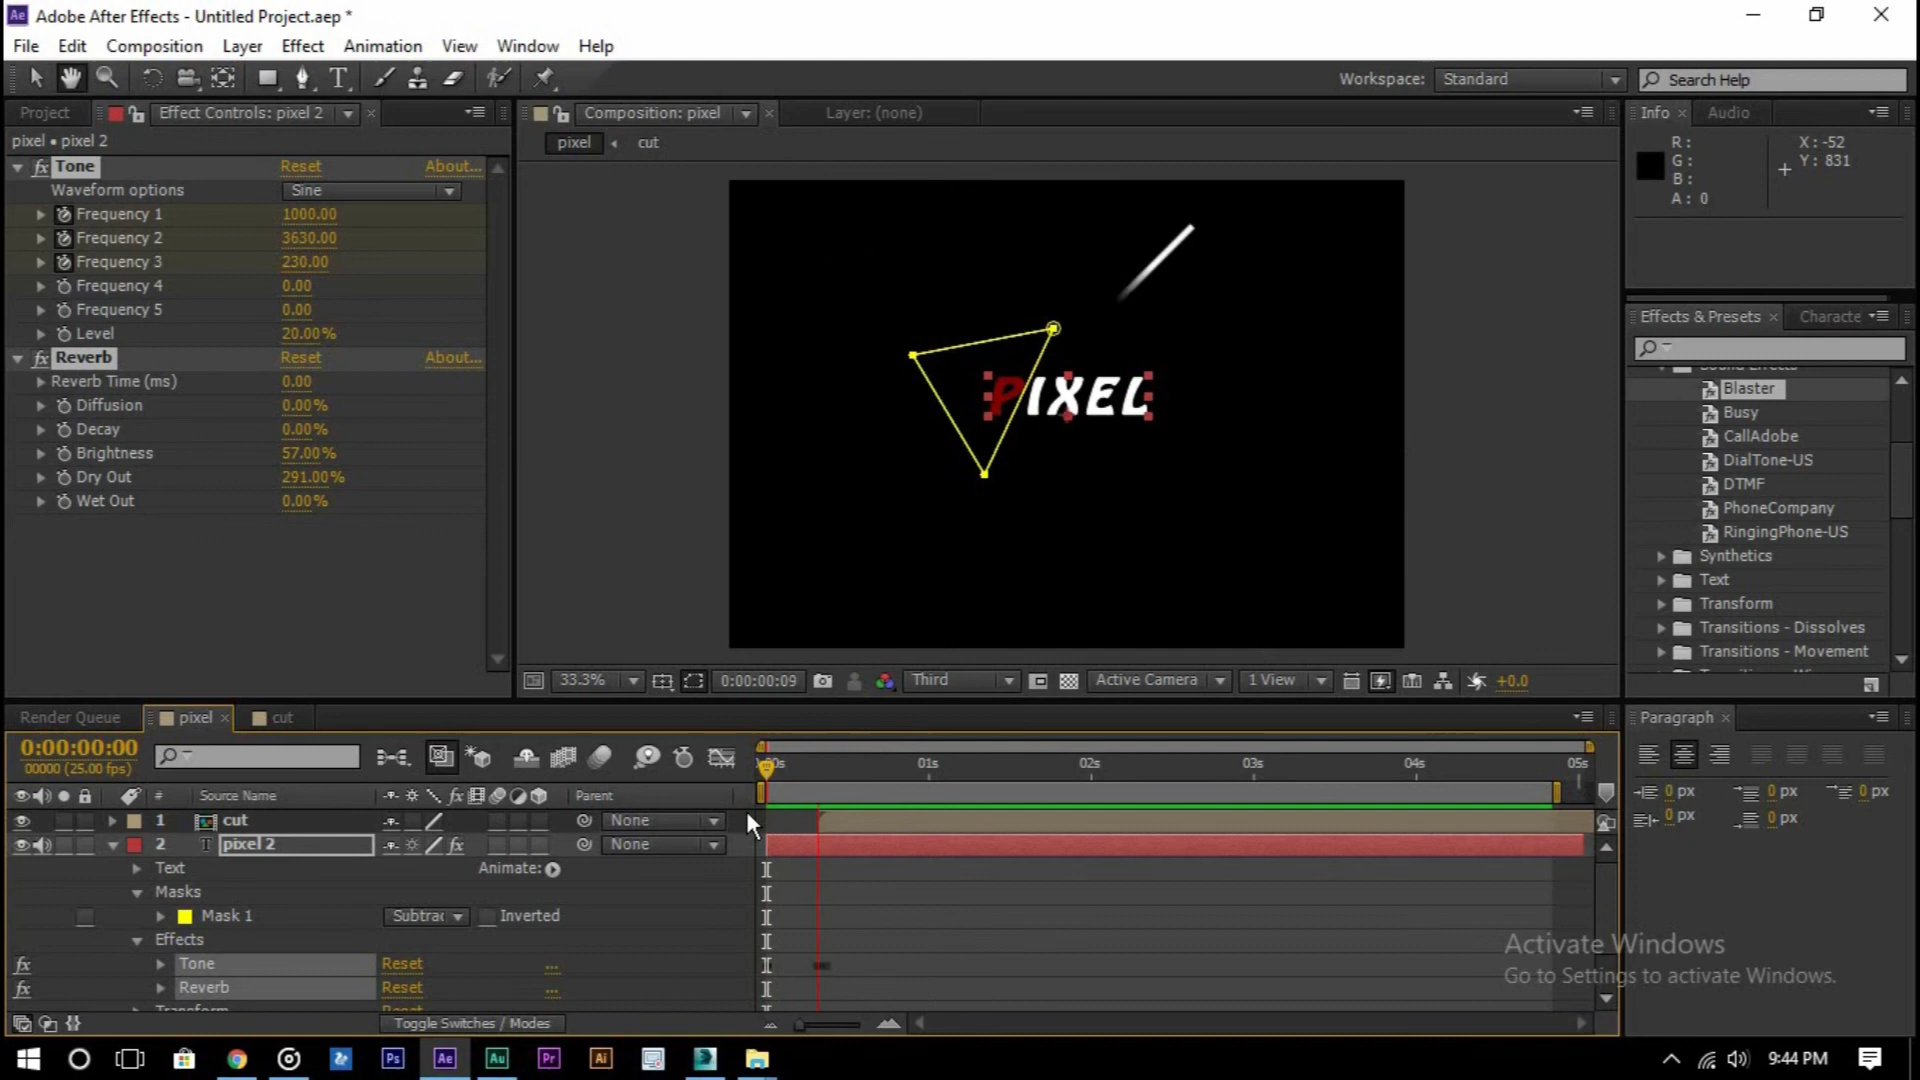 Ae Adobe After Effects - Untitled Project.aep *
File Edit Composition Layer Effect Animation View Window Help
Workspace: Standard Search Help
Project Effect Controls: pixel 2 Composition: pixel Layer: (none) Info Audio
pixel • pixel 2
pixel cut
R:
G:
B:
A: 0
X: -52
Y: 831
Tone Reset About...
Waveform options Sine
Frequency 1 1000.00
Frequency 2 3630.00
Frequency 3 230.00
Frequency 4 0.00
Frequency 5 0.00
Level 20.00%
Reverb Reset About...
Reverb Time (ms) 0.00
Diffusion 0.00%
Decay 0.00%
Brightness 57.00%
Dry Out 291.00%
Wet Out 0.00%
PIXEL
Effects & Presets Characte
Blaster
Busy
CallAdobe
DialTone-US
DTMF
PhoneCompany
RingingPhone-US
Synthetics
Text
Transform
Transitions - Dissolves
Transitions - Movement
33.3% 0:00:00:09 Third Active Camera 1 View +0.0
Render Queue pixel cut
Paragraph
0:00:00:00
00000 (25.00 fps)
00s 01s 02s 03s 04s 05s
0 px 0 px 0 px
0 px 0 px
# Source Name fx Parent
1 cut None
2 T pixel 2 fx None
Text Animate:
Masks
Mask 1 Subtrac Inverted
Effects
fx Tone Reset ...
fx Reverb Reset ...
Transform Reset
Toggle Switches / Modes
Activate Windows
Go to Settings to activate Windows.
Ps Ae Au Pr Ai
9:44 PM